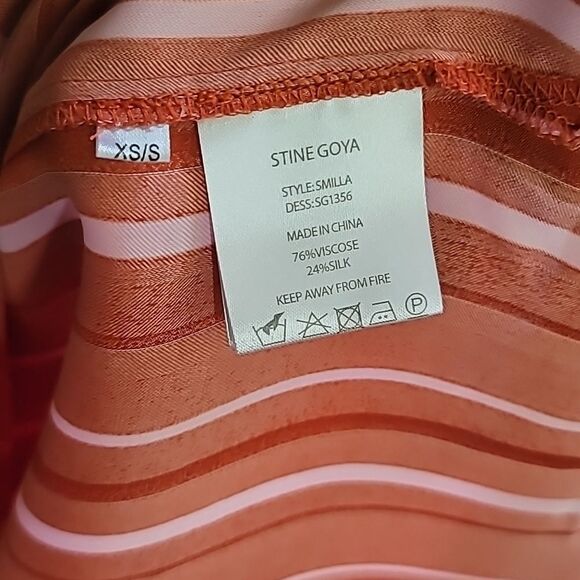 XS/S
STINE GOYA
STYLE:SMILLA
DESS:SG1356
MADE IN CHINA
76%VISCOSE
24%SILK
KEEP AWAY FROM FIRE
P